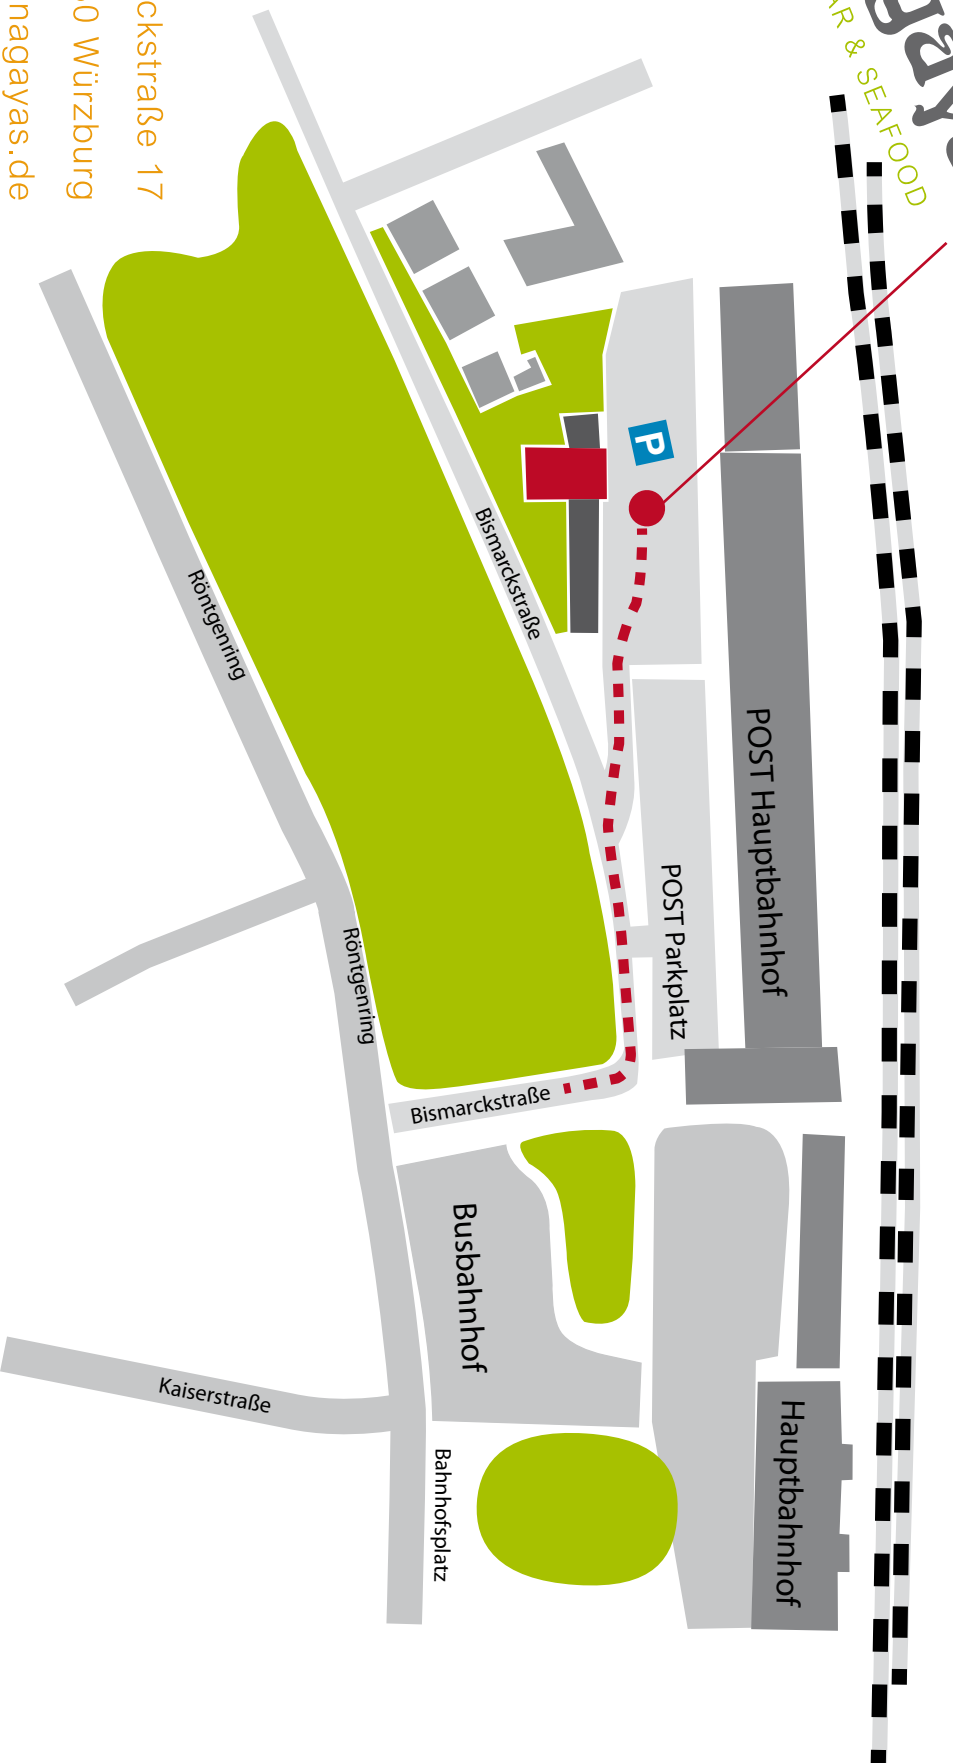 AR & SEAFOOD
POST Hauptbahnhof
POST Parkplatz
Bismarckstraße
Röntgenring
Röntgenring
Bismarckstraße
Busbahnhof
Hauptbahnhof
Kaiserstraße
Bahnhofsplatz
P
ckstraße 17
0 Würzburg
nagayas.de